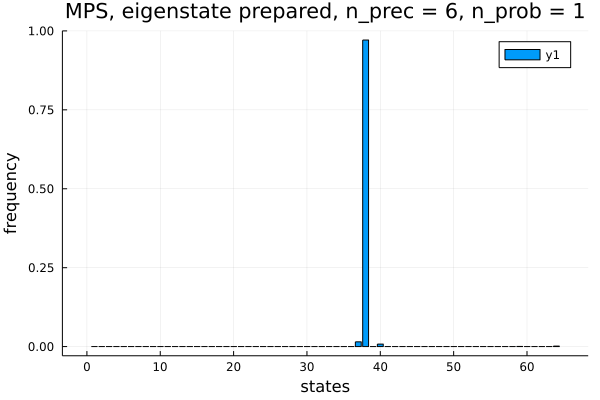 MPS, eigenstate prepared, n_prec = 6, n_prob = 1
1.00
y1
0.75
frequency
0.50
0.25
0.00
0 10 20 30 40 50 60
states